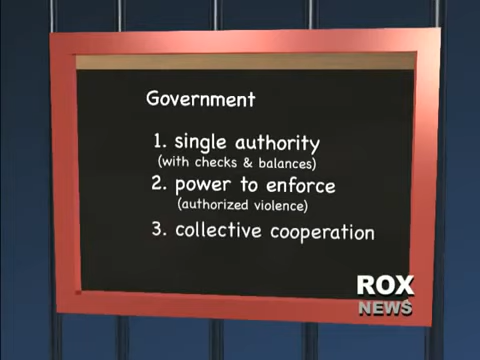 Government
1. single authority
(with checks & balances)
2. power to enforce
(authorized violence)
3. collective cooperation
ROX
NEWS